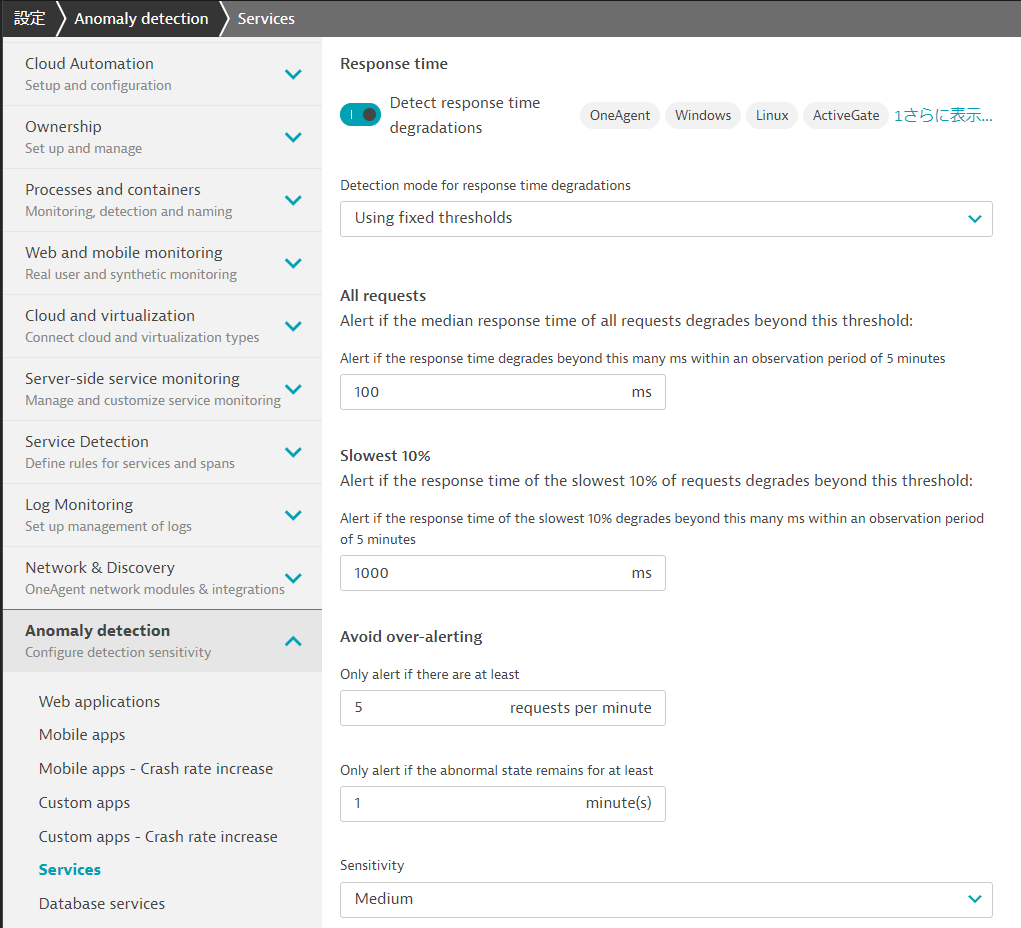 設定 Anomaly detection Services
Cloud Automation
Setup and configuration
Ownership
Set up and manage
Processes and containers
Monitoring, detection and naming
Web and mobile monitoring
Real user and synthetic monitoring
Cloud and virtualization
Connect cloud and virtualization types
Server-side service monitoring
Manage and customize service monitoring
Service Detection
Define rules for services and spans
Log Monitoring
Set up management of logs
Network & Discovery
OneAgent network modules & integrations
Anomaly detection
Configure detection sensitivity
Web applications
Mobile apps
Mobile apps - Crash rate increase
Custom apps
Custom apps - Crash rate increase
Services
Database services
Response time
Detect response time
degradations
OneAgent Windows Linux ActiveGate 1さらに表示...
Detection mode for response time degradations
Using fixed thresholds
All requests
Alert if the median response time of all requests degrades beyond this threshold:
Alert if the response time degrades beyond this many ms within an observation period of 5 minutes
100 ms
Slowest 10%
Alert if the response time of the slowest 10% of requests degrades beyond this threshold:
Alert if the response time of the slowest 10% degrades beyond this many ms within an observation period
of 5 minutes
1000 ms
Avoid over-alerting
Only alert if there are at least
5 requests per minute
Only alert if the abnormal state remains for at least
1 minute(s)
Sensitivity
Medium